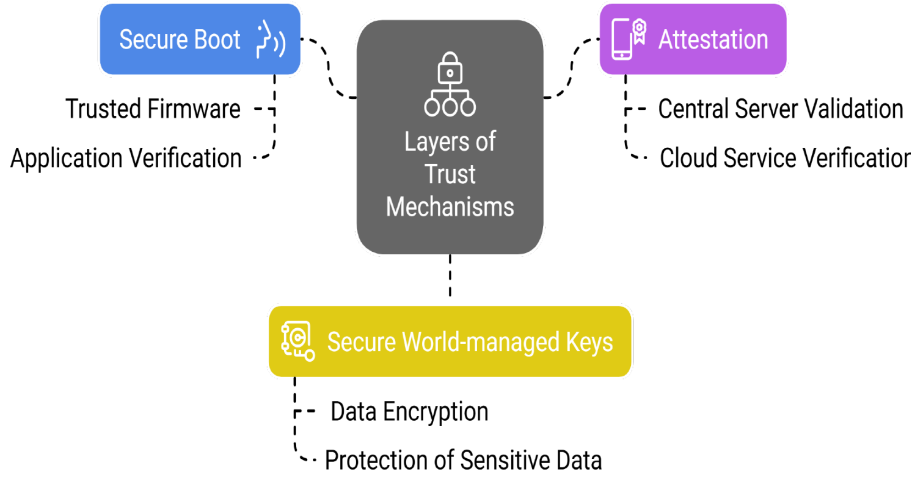 Secure Boot
Trusted Firmware
Application Verification
Layers of
Trust
Mechanisms
Attestation
Central Server Validation
Cloud Service Verification
Secure World-managed Keys
Data Encryption
Protection of Sensitive Data